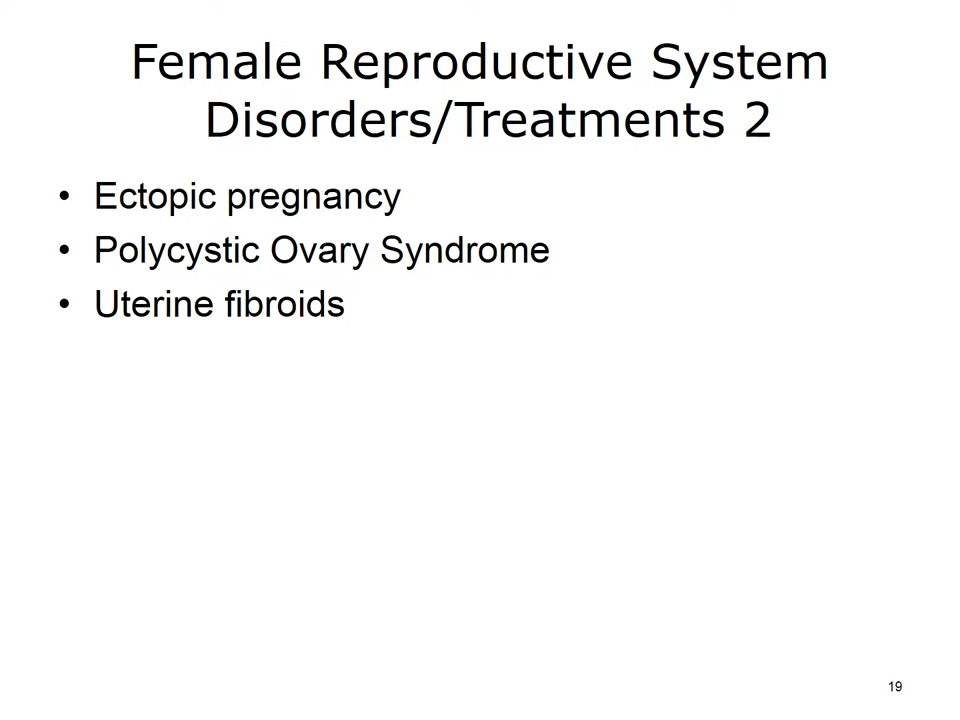 Female Reproductive System
Disorders/Treatments 2
• Ectopic pregnancy
• Polycystic Ovary Syndrome
• Uterine fibroids
19